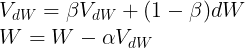 V_{dW} = βV_{dW} + (1 − β)dW
W = W − αV_{dW}